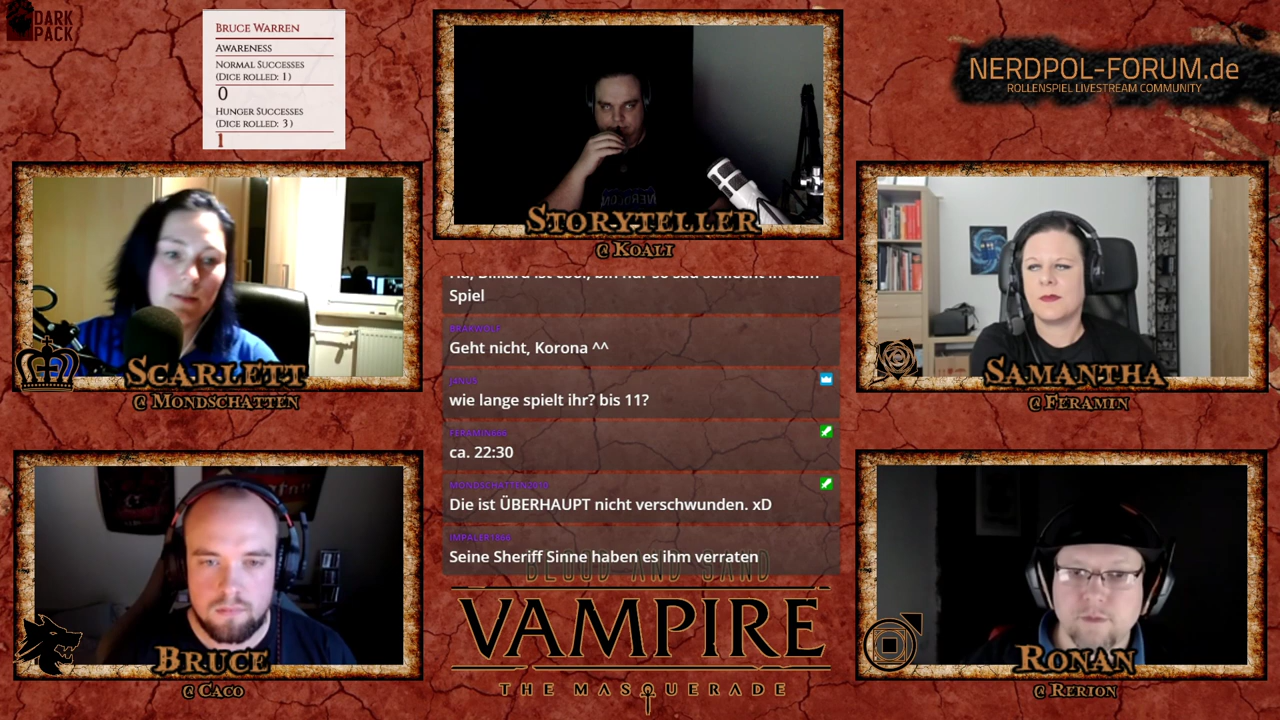 DARK
PACK
Bruce Warren
Awareness
Normal Successes
(Dice rolled: 1)
0
Hunger Successes
(Dice rolled: 3)
1
NERDPOL-FORUM.de
ROLLENSPIEL LIVESTREAM COMMUNITY
Storyteller
@ Koali
Scarlett
@ Mondschatten
Samantha
@ Feramin
Spiel
Geht nicht, Korona ^^
JANUS
wie lange spielt ihr? bis 11?
ca. 22:30
Die ist ÜBERHAUPT nicht verschwunden. xD
IMPALER1860
Seine Sheriff Sinne haben es ihm verraten
BLOOD AND SAND
VAMPIRE
THE MASQUERADE
Bruce
@ Caco
Ronan
@ Rerion